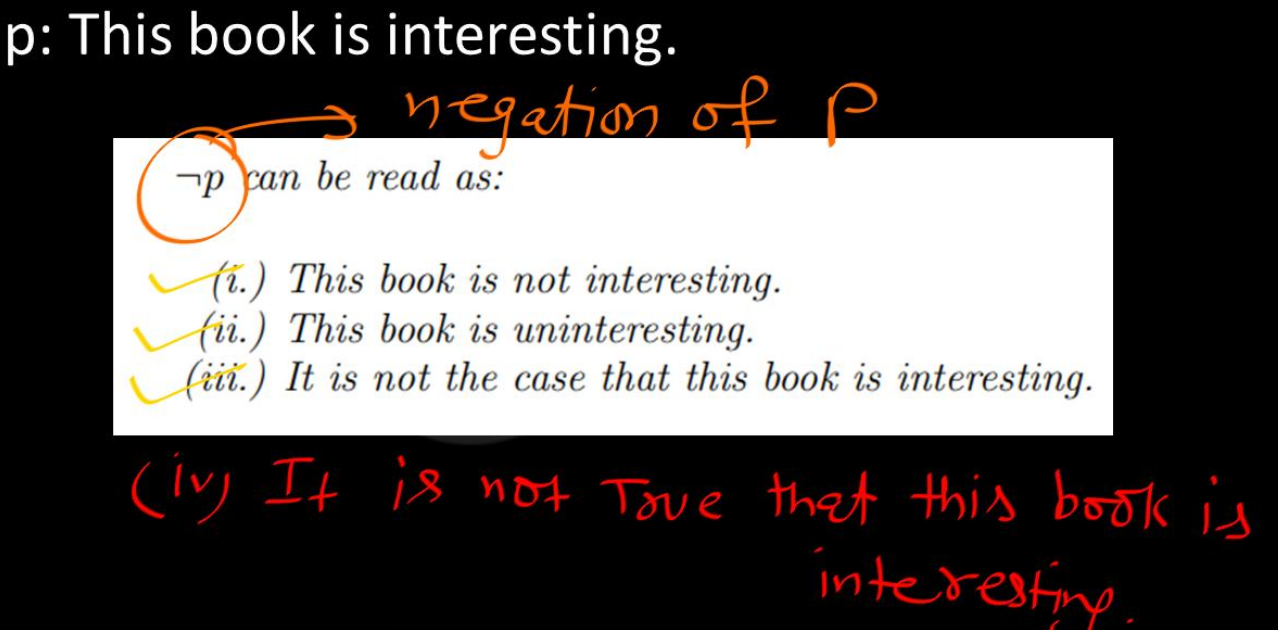 p: This book is interesting.
negation of P
¬p can be read as:
(i.) This book is not interesting.
(ii.) This book is uninteresting.
(iii.) It is not the case that this book is interesting.
(iv) It is not True that this book is
interesting.